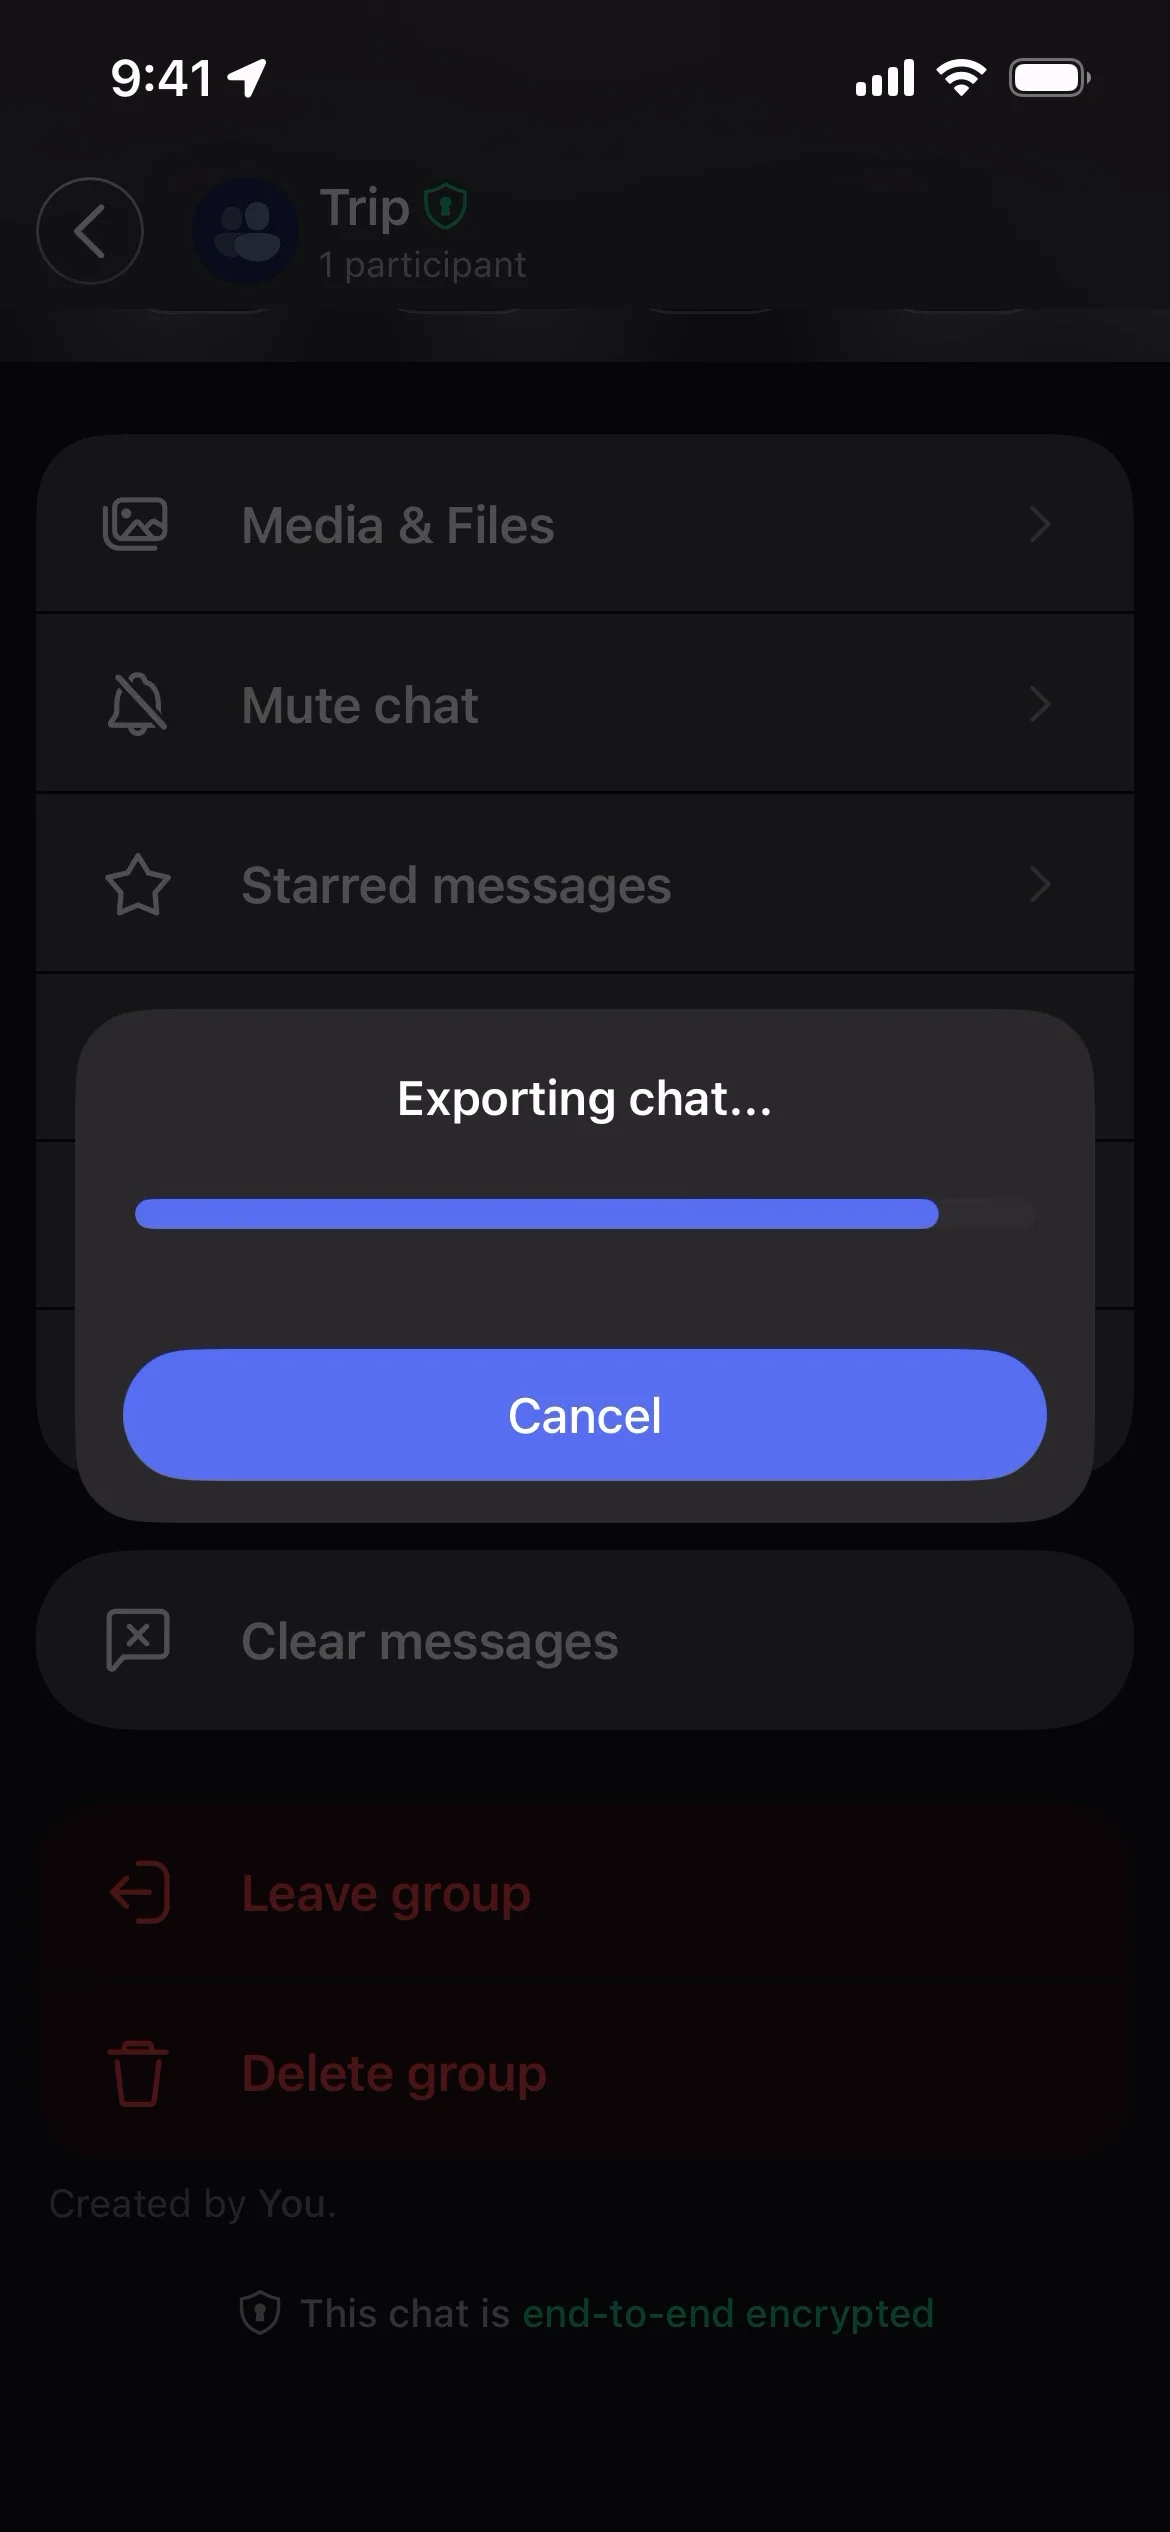 9:41
Trip
1 participant
Media & Files
Mute chat
Starred messages
Exporting chat...
Cancel
Clear messages
Leave group
Delete group
Created by You.
This chat is end-to-end encrypted